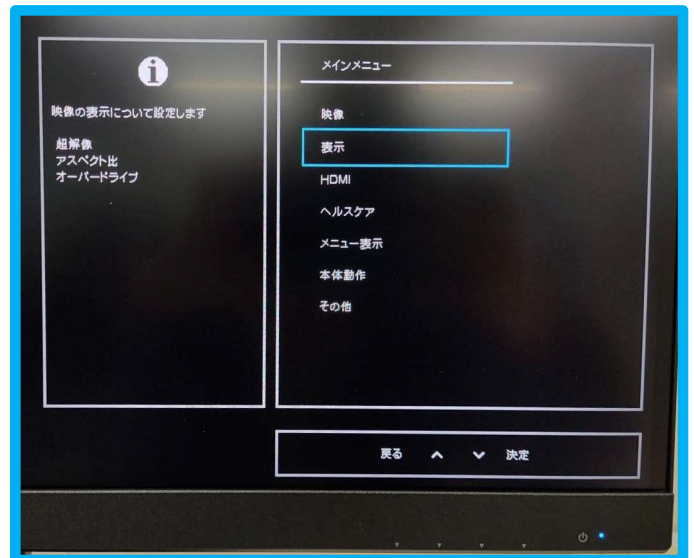 映像の表示について設定します
超解像
アスペクト比
オーバードライブ
メインメニュー
映像
表示
HDMI
ヘルスケア
メニュー表示
本体動作
その他
戻る ∧ ∨ 決定